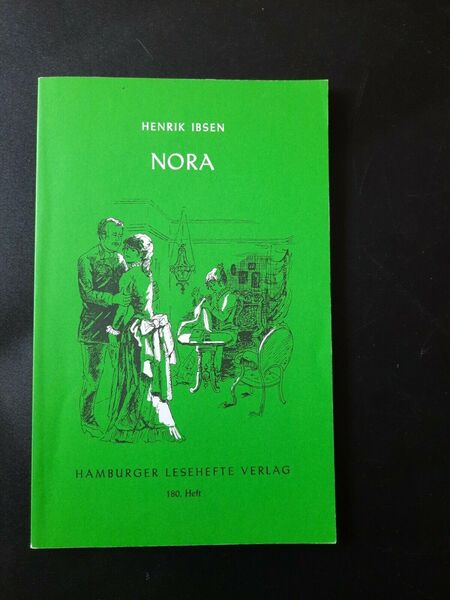 HENRIK IBSEN
NORA
HAMBURGER LESEHEFTE VERLAG
180. Heft